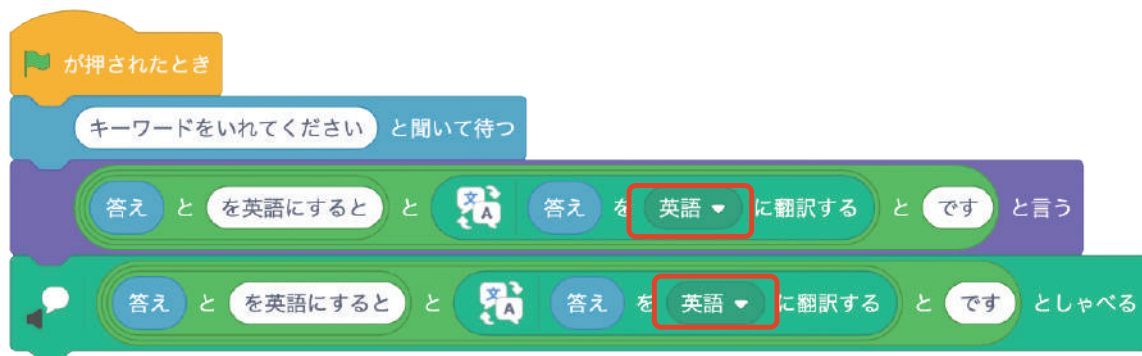 が押されたとき
キーワードをいれてください と聞いて待つ
答え と を英語にすると と 文 A 答え を 英語 に翻訳する と です と言う
答え と を英語にすると と 文 A 答え を 英語 に翻訳する と です としゃべる